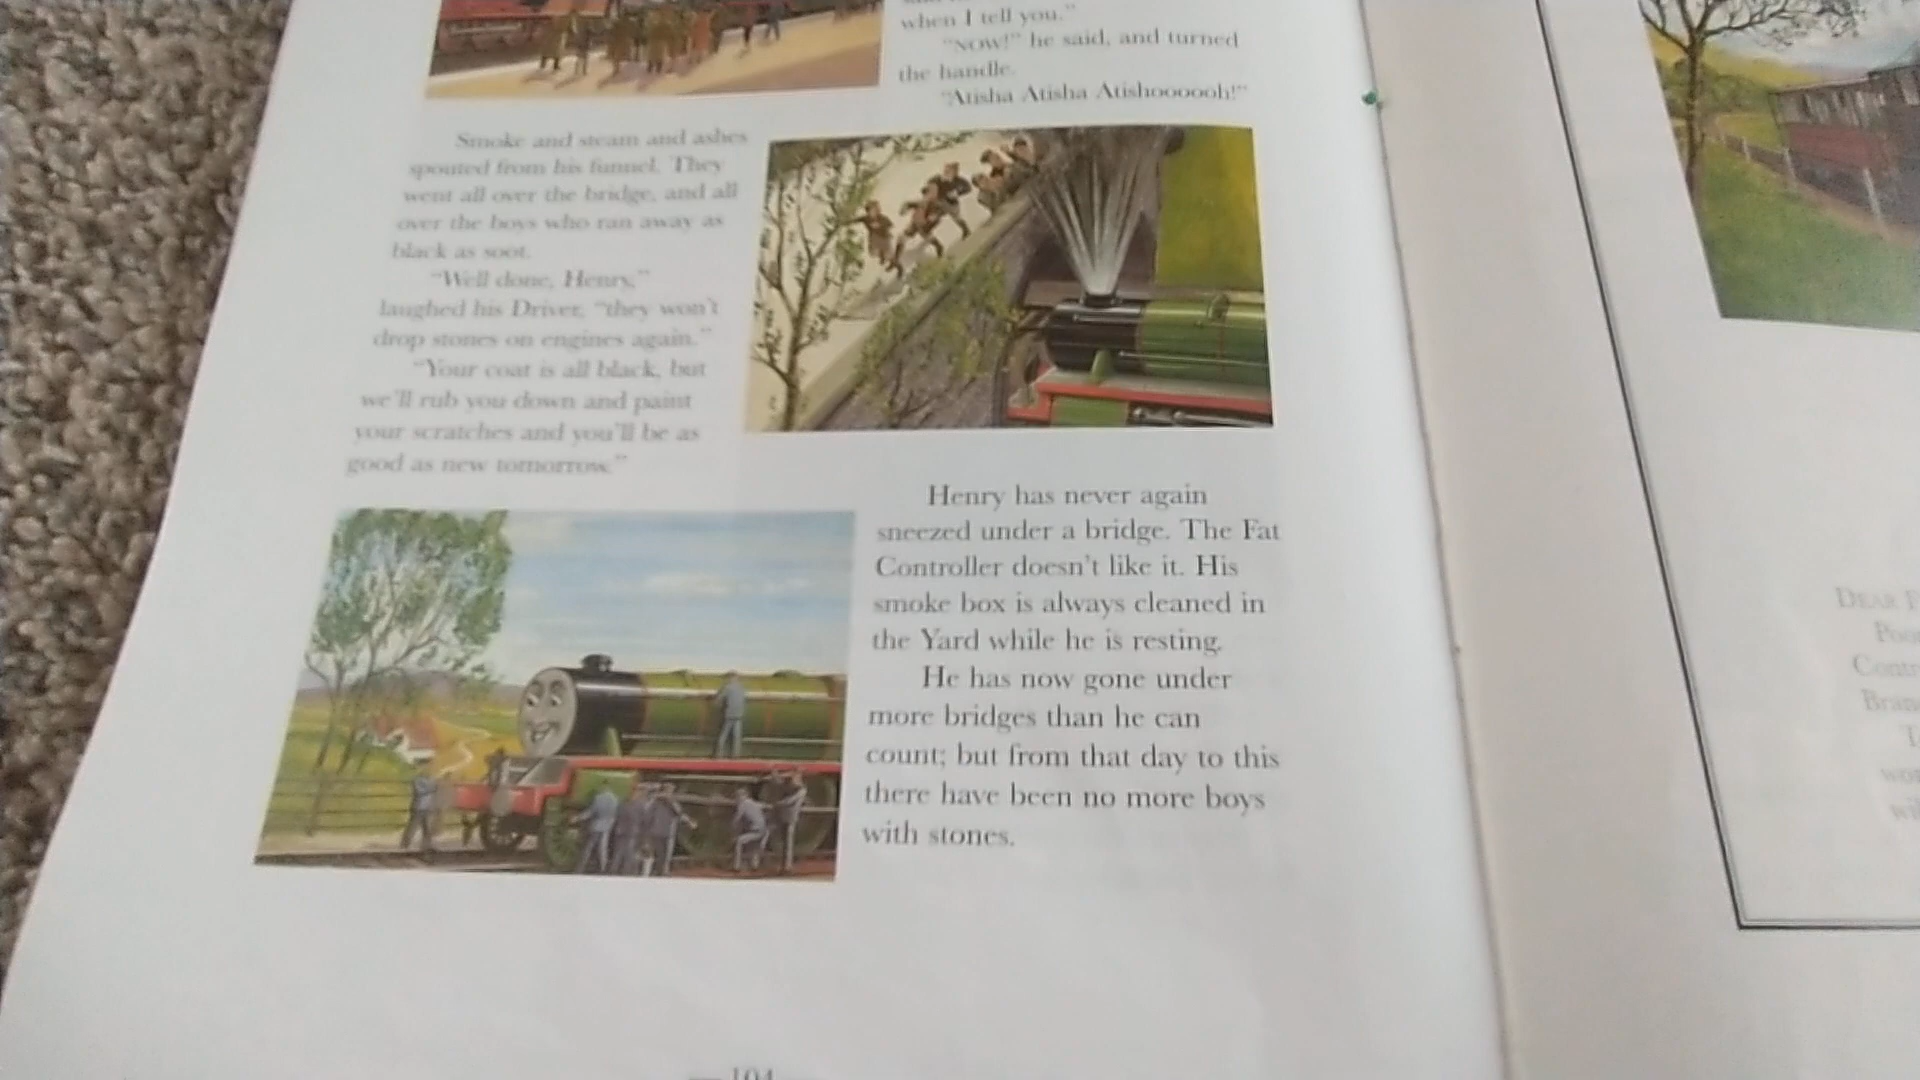 when I tell you."
"NOW!" he said, and turned
the handle.
"Atisha Atisha Atishoooooh!"
Smoke and steam and ashes
spouted from his funnel. They
went all over the bridge, and all
over the boys who ran away as
black as soot.
"Well done, Henry,"
laughed his Driver, "they won't
drop stones on engines again."
"Your coat is all black, but
we'll rub you down and paint
your scratches and you'll be as
good as new tomorrow."
Henry has never again
sneezed under a bridge. The Fat
Controller doesn't like it. His
smoke box is always cleaned in
the Yard while he is resting.
He has now gone under
more bridges than he can
count; but from that day to this
there have been no more boys
with stones.
104
DEAR